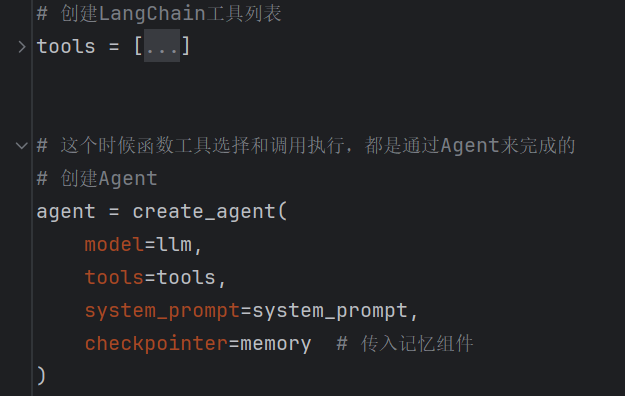 # 创建LangChain工具列表
tools = [...]
# 这个时候函数工具选择和调用执行，都是通过Agent来完成的
# 创建Agent
agent = create_agent(
    model=llm,
    tools=tools,
    system_prompt=system_prompt,
    checkpointer=memory  # 传入记忆组件
)